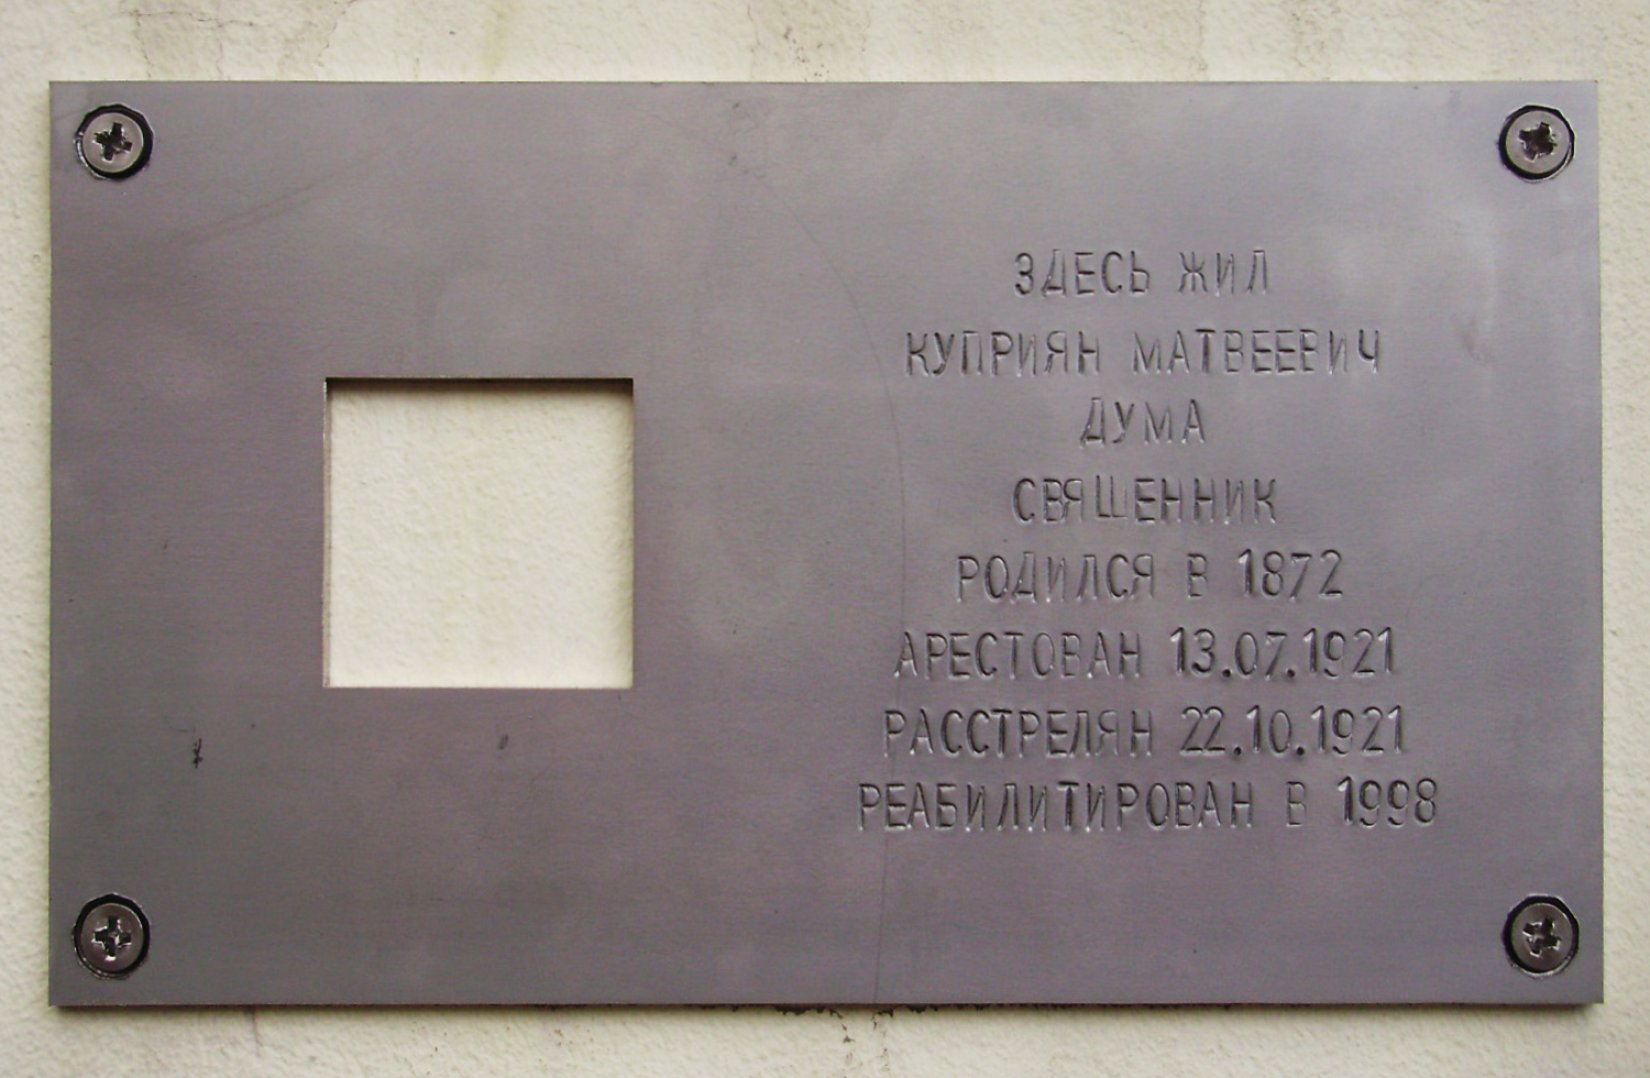 ЗДЕСЬ ЖИЛ
КУПРИЯН МАТВЕЕВИЧ
ДУМА
СВЯЩЕННИК
РОДИЛСЯ В 1872
АРЕСТОВАН 13.07.1921
РАССТРЕЛЯН 22.10.1921
РЕАБИЛИТИРОВАН В 1998